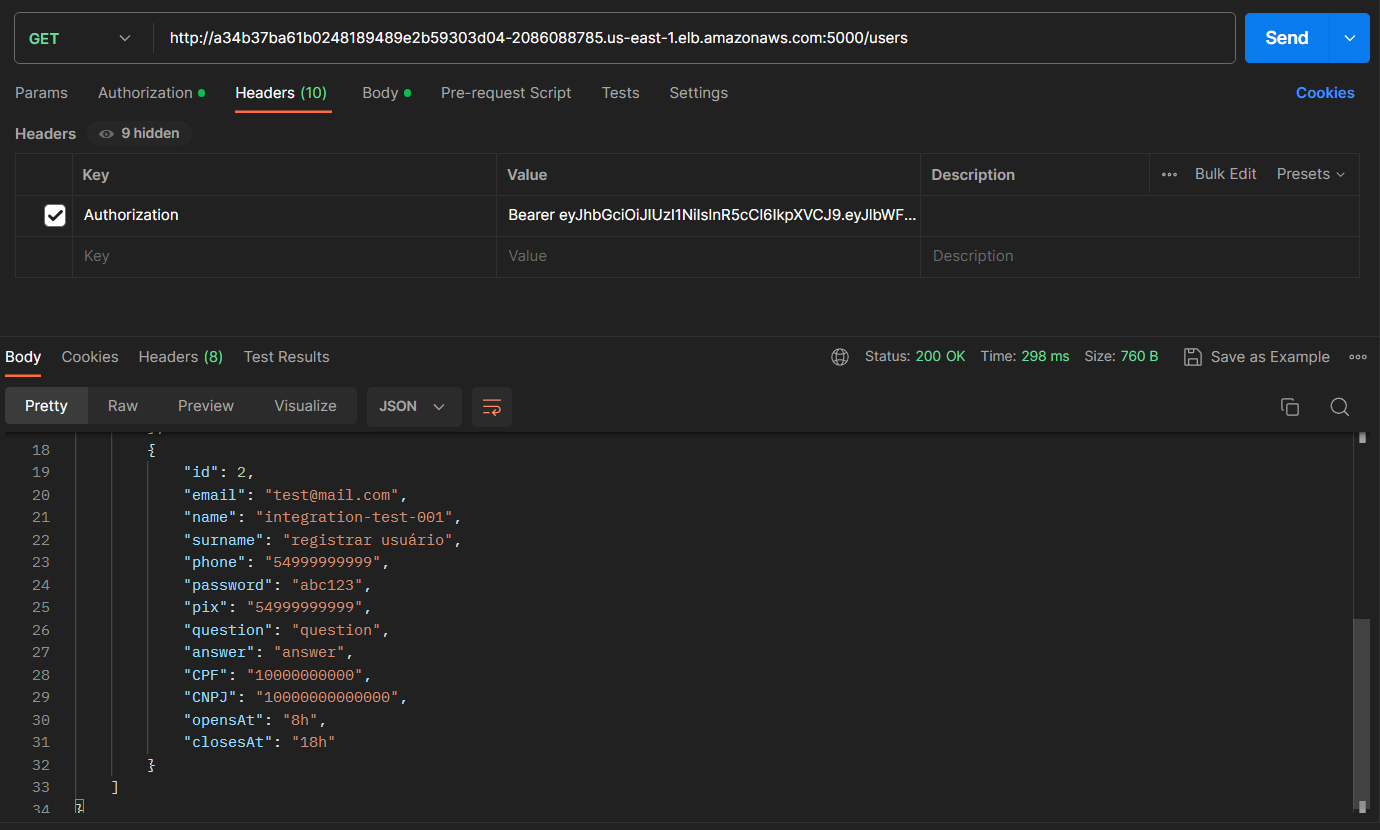 GET http://a34b37ba61b0248189489e2b59303d04-2086088785.us-east-1.elb.amazonaws.com:5000/users Send
Params Authorization Headers (10) Body Pre-request Script Tests Settings Cookies
Headers 9 hidden
Key Value Description Bulk Edit Presets
Authorization Bearer eyJhbGciOiJIUzI1NiIsInR5cCI6IkpXVCJ9.eyJlbWF...
Key Value Description
Body Cookies Headers (8) Test Results Status: 200 OK Time: 298 ms Size: 760 B Save as Example
Pretty Raw Preview Visualize JSON
18 {
19 "id": 2,
20 "email": "test@mail.com",
21 "name": "integration-test-001",
22 "surname": "registrar usuário",
23 "phone": "54999999999",
24 "password": "abc123",
25 "pix": "54999999999",
26 "question": "question",
27 "answer": "answer",
28 "CPF": "10000000000",
29 "CNPJ": "10000000000000",
30 "opensAt": "8h",
31 "closesAt": "18h"
32 }
33 ]
34 }